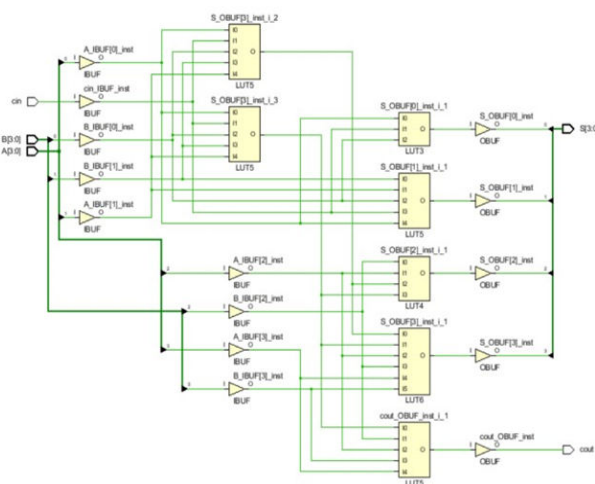 S_OBUF[3]_inst_i_2
I0
I1
I2 O
I3
I4
LUT5
A_IBUF[0]_inst
I O
IBUF
cin
cin_IBUF_inst
I O
IBUF
S_OBUF[3]_inst_i_3
I0
I1
I2 O
I3
I4
LUT5
B[3:0]
A[3:0]
B_IBUF[0]_inst
I O
IBUF
B_IBUF[1]_inst
I O
IBUF
A_IBUF[1]_inst
I O
IBUF
S_OBUF[0]_inst_i_1
I0
I1 O
I2
LUT3
S_OBUF[0]_inst
I O
OBUF
S[3:0
S_OBUF[1]_inst_i_1
I0
I1
I2 O
I3
I4
LUT5
S_OBUF[1]_inst
I O
OBUF
A_IBUF[2]_inst
I O
IBUF
B_IBUF[2]_inst
I O
IBUF
A_IBUF[3]_inst
I O
IBUF
B_IBUF[3]_inst
I O
IBUF
S_OBUF[2]_inst_i_1
I0
I1
I2 O
I3
LUT4
S_OBUF[2]_inst
I O
OBUF
S_OBUF[3]_inst_i_1
I0
I1
I2 O
I3
I4
I5
LUT6
S_OBUF[3]_inst
I O
OBUF
cout_OBUF_inst_i_1
I0
I1
I2 O
I3
I4
LUT5
cout_OBUF_inst
I O
OBUF
cout